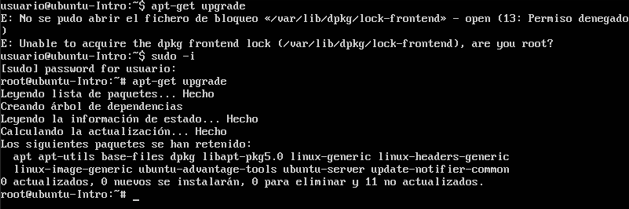 usuario@ubuntu-Intro:~$ apt-get upgrade
E: No se pudo abrir el fichero de bloqueo «/var/lib/dpkg/lock-frontend» - open (13: Permiso denegado
)
E: Unable to acquire the dpkg frontend lock (/var/lib/dpkg/lock-frontend), are you root?
usuario@ubuntu-Intro:~$ sudo -i
[sudo] password for usuario:
root@ubuntu-Intro:~# apt-get upgrade
Leyendo lista de paquetes... Hecho
Creando árbol de dependencias
Leyendo la información de estado... Hecho
Calculando la actualización... Hecho
Los siguientes paquetes se han retenido:
  apt apt-utils base-files dpkg libapt-pkg5.0 linux-generic linux-headers-generic
  linux-image-generic ubuntu-advantage-tools ubuntu-server update-notifier-common
0 actualizados, 0 nuevos se instalarán, 0 para eliminar y 11 no actualizados.
root@ubuntu-Intro:~# _